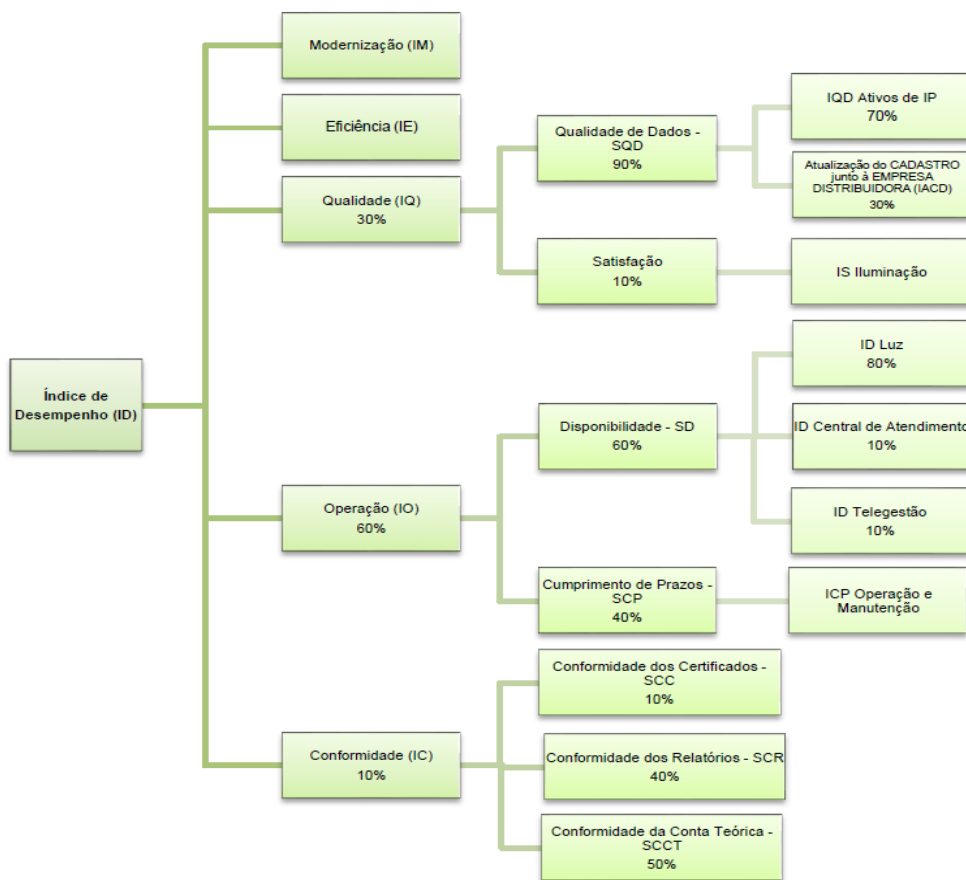 Modernização (IM)
Eficiência (IE)
Qualidade (IQ)
30%
Qualidade de Dados -
SQD
90%
IQD Ativos de IP
70%
Atualização do CADASTRO
junto à EMPRESA
DISTRIBUIDORA (IACD)
30%
Satisfação
10%
IS Iluminação
Índice de
Desempenho (ID)
Operação (IO)
60%
Disponibilidade - SD
60%
ID Luz
80%
ID Central de Atendimento
10%
ID Telegestão
10%
Cumprimento de Prazos -
SCP
40%
ICP Operação e
Manutenção
Conformidade (IC)
10%
Conformidade dos Certificados -
SCC
10%
Conformidade dos Relatórios - SCR
40%
Conformidade da Conta Teórica -
SCCT
50%